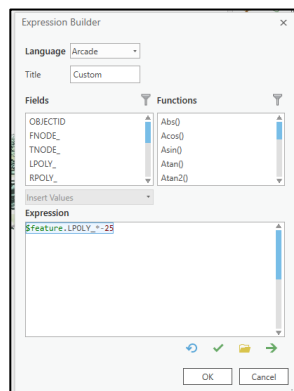 Expression Builder
Language Arcade
Title Custom
Fields Functions
OBJECTID Abs()
FNODE_ Acos()
TNODE_ Asin()
LPOLY_ Atan()
RPOLY_ Atan2()
Insert Values
Expression
$feature.LPOLY_*-25
OK Cancel